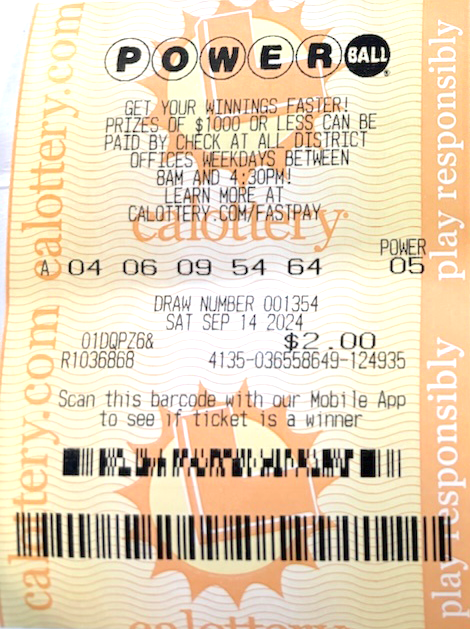 POWERBALL
GET YOUR WINNINGS FASTER!
PRIZES OF $1000 OR LESS CAN BE
PAID BY CHECK AT ALL DISTRICT
OFFICES WEEKDAYS BETWEEN
8AM AND 4:30PM!
LEARN MORE AT
CALOTTERY.COM/FASTPAY
calottery
POWER
A 04 06 09 54 64 05
DRAW NUMBER 001354
SAT SEP 14 2024
01DQPZ6& $2.00
R1036868 4135-036558649-124935
Scan this barcode with our Mobile App
to see if ticket is a winner
calottery
calottery.com calottery.com
play responsibly play responsibly